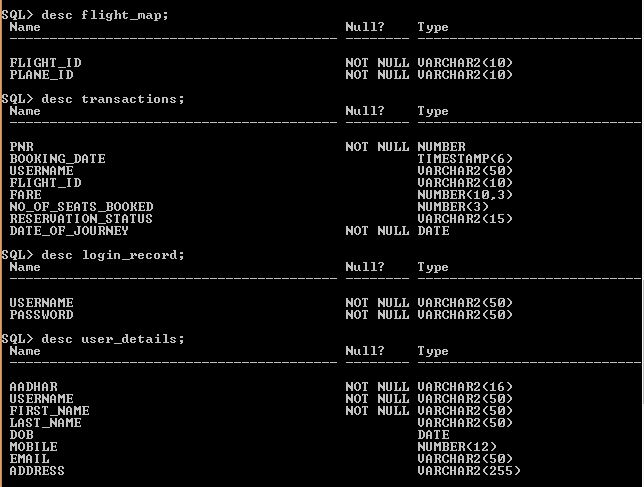 SQL> desc flight_map;
Name Null? Type
FLIGHT_ID NOT NULL VARCHAR2(10)
PLANE_ID NOT NULL VARCHAR2(10)
SQL> desc transactions;
Name Null? Type
PNR NOT NULL NUMBER
BOOKING_DATE TIMESTAMP(6)
USERNAME VARCHAR2(50)
FLIGHT_ID VARCHAR2(10)
FARE NUMBER(10,3)
NO_OF_SEATS_BOOKED NUMBER(3)
RESERVATION_STATUS VARCHAR2(15)
DATE_OF_JOURNEY NOT NULL DATE
SQL> desc login_record;
Name Null? Type
USERNAME NOT NULL VARCHAR2(50)
PASSWORD NOT NULL VARCHAR2(50)
SQL> desc user_details;
Name Null? Type
AADHAR NOT NULL VARCHAR2(16)
USERNAME NOT NULL VARCHAR2(50)
FIRST_NAME NOT NULL VARCHAR2(50)
LAST_NAME VARCHAR2(50)
DOB DATE
MOBILE NUMBER(12)
EMAIL VARCHAR2(50)
ADDRESS VARCHAR2(255)